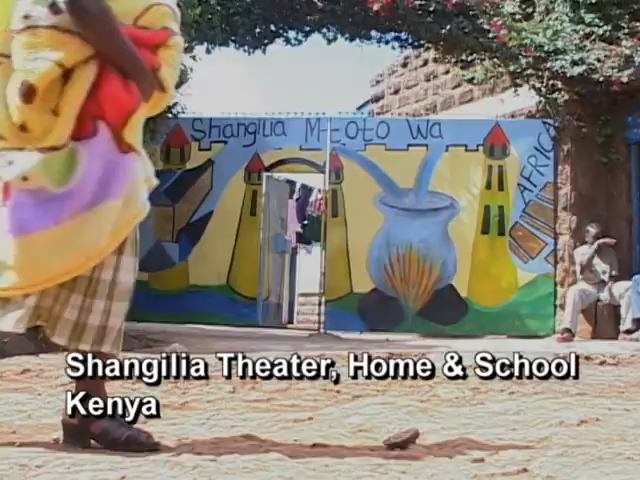 Shangilia Mtoto Wa
AFRICA
Shangilia Theater, Home & School
Kenya